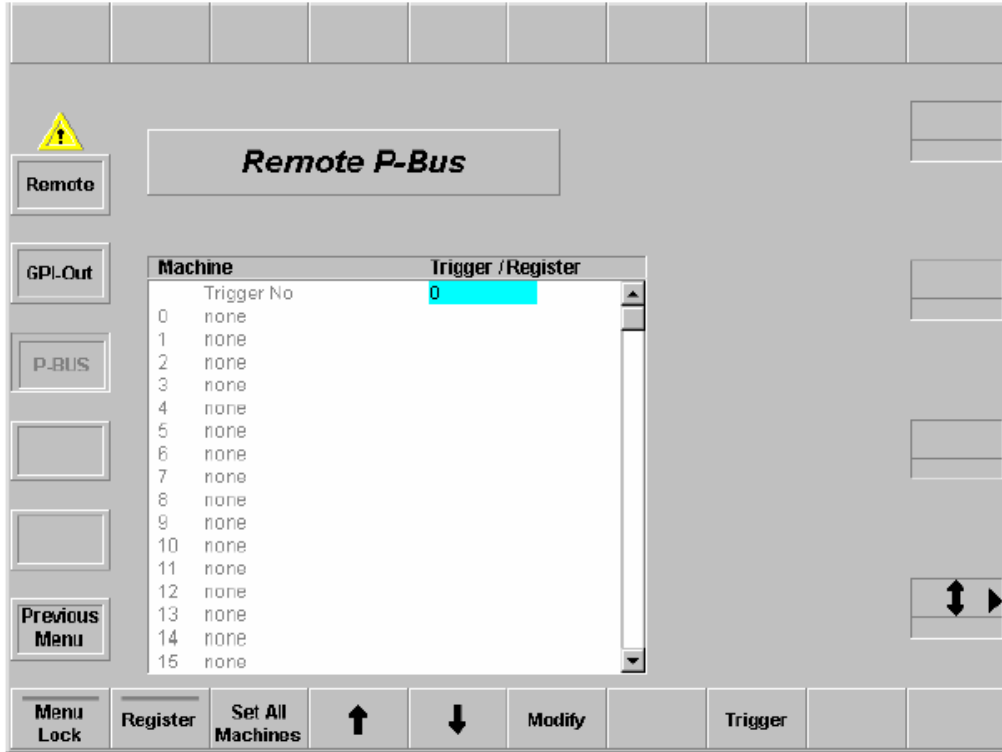 Remote P-Bus
Remote
GPI-Out
P-BUS
Previous
Menu
Machine Trigger / Register
Trigger No 0
0 none
1 none
2 none
3 none
4 none
5 none
6 none
7 none
8 none
9 none
10 none
11 none
12 none
13 none
14 none
15 none
Menu
Lock
Register
Set All
Machines
Modify
Trigger